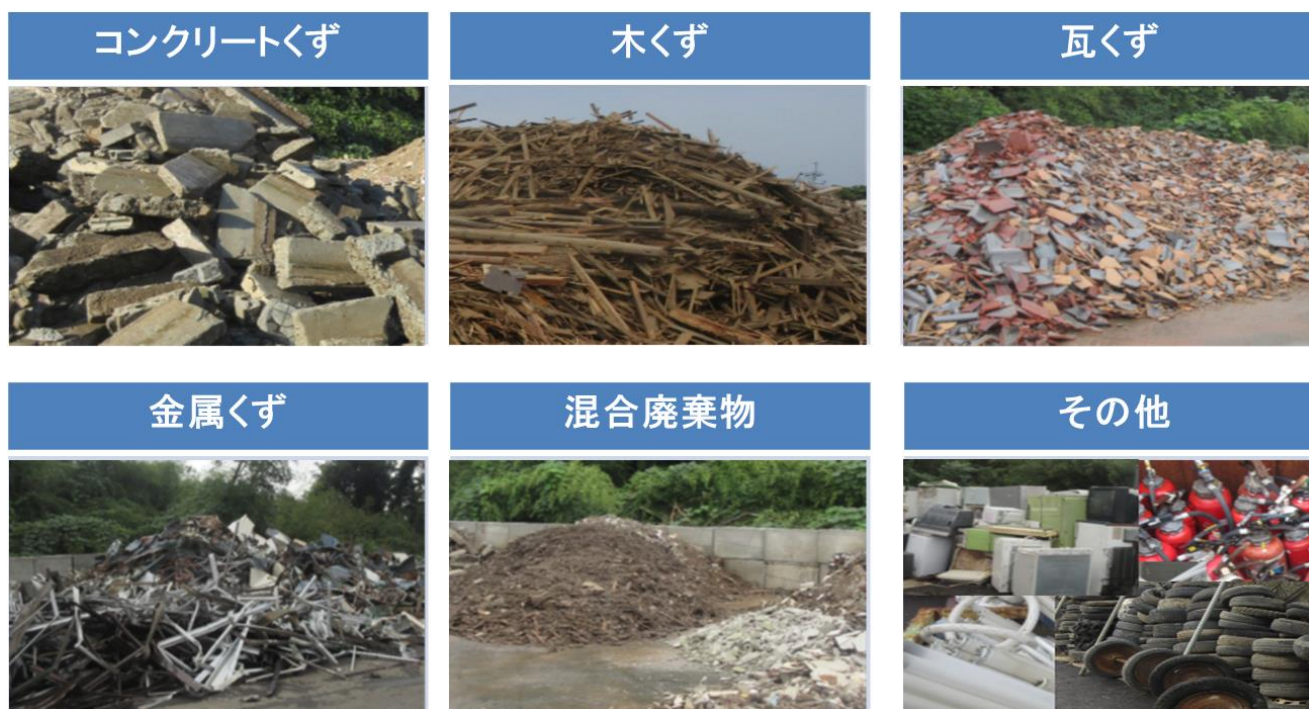 コンクリートくず
木くず
瓦くず
金属くず
混合廃棄物
その他